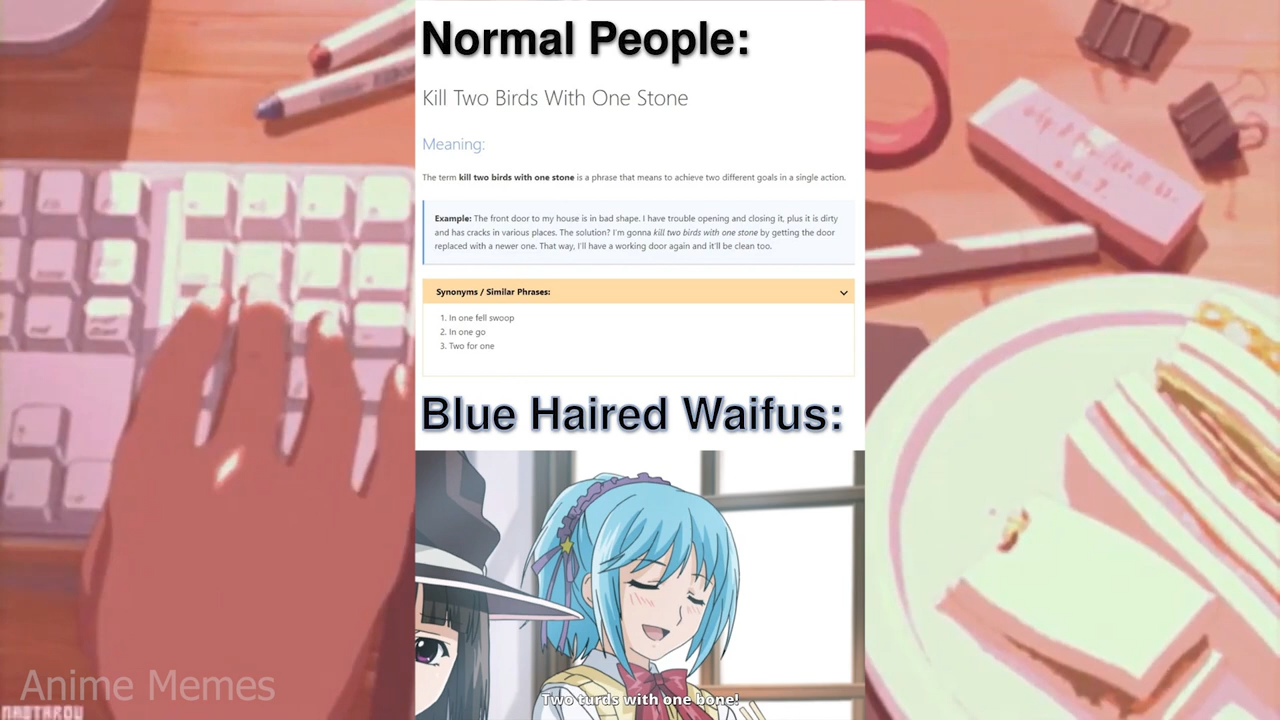 Normal People:
Kill Two Birds With One Stone
Meaning:
The term kill two birds with one stone is a phrase that means to achieve two different goals in a single action.
Example: The front door to my house is in bad shape. I have trouble opening and closing it, plus it is dirty
and has cracks in various places. The solution? I'm gonna kill two birds with one stone by getting the door
replaced with a newer one. That way, I'll have a working door again and it'll be clean too.
Synonyms / Similar Phrases:
1. In one fell swoop
2. In one go
3. Two for one
Blue Haired Waifus:
Two turds with one bone!
Anime Memes